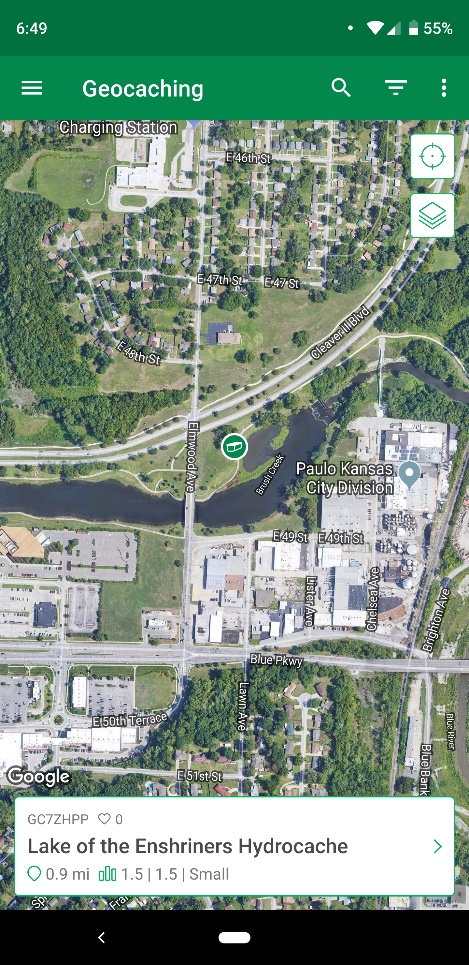 6:49
55%
Geocaching
Charging Station
E 46th St
E 47th St
E 47 St
Cleaver II Blvd
E 48th St
Elmwood Ave
Brush Creek
Paulo Kansas
City Division
E 49 St
E 49th St
Lister Ave
Chelsea Ave
Brighton Ave
Blue Pkwy
Lawn Ave
E 50th Terrace
Blue River
Blue Bank
E 51st St
Google
GC7ZHPP
0
Lake of the Enshriners Hydrocache
0.9 mi
1.5 | 1.5 | Small